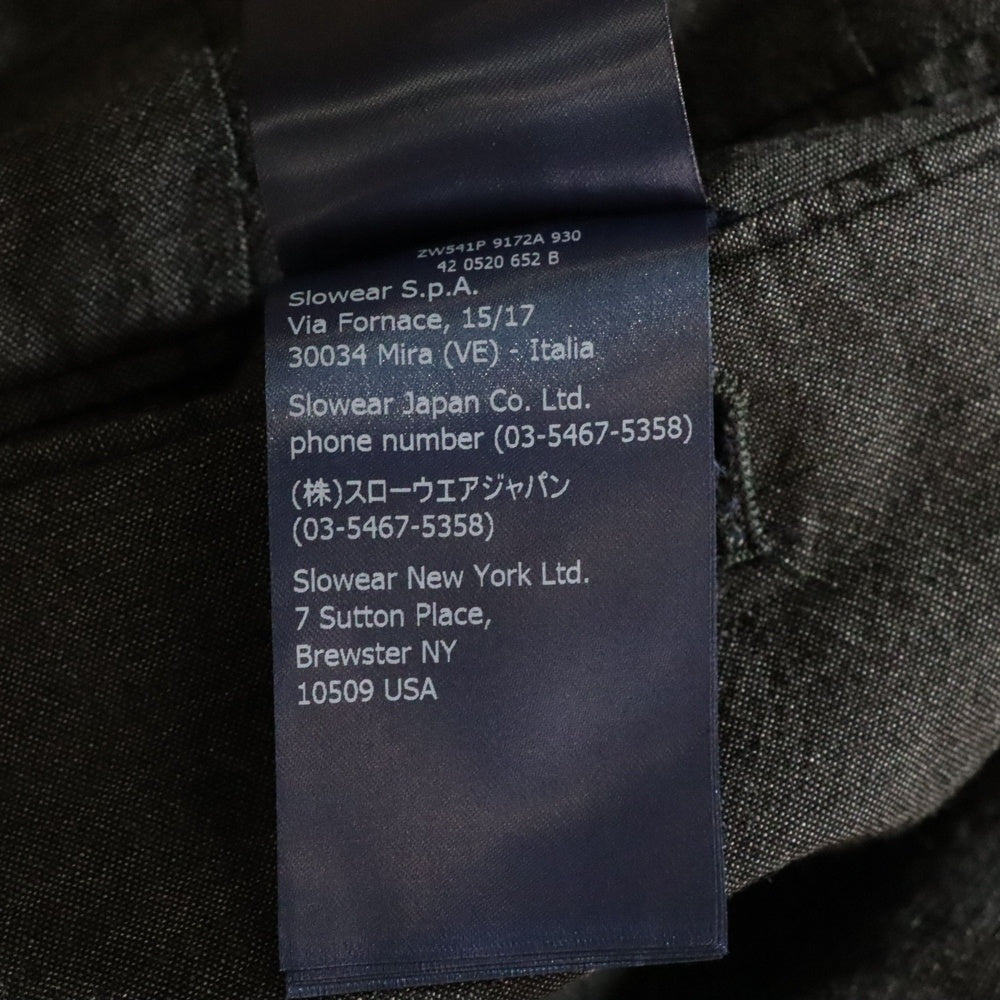 ZW541P 9172A 930
42 0520 652 B
Slowear S.p.A.
Via Fornace, 15/17
30034 Mira (VE) - Italia
Slowear Japan Co. Ltd.
phone number (03-5467-5358)
(株)スローウエアジャパン
(03-5467-5358)
Slowear New York Ltd.
7 Sutton Place,
Brewster NY
10509 USA